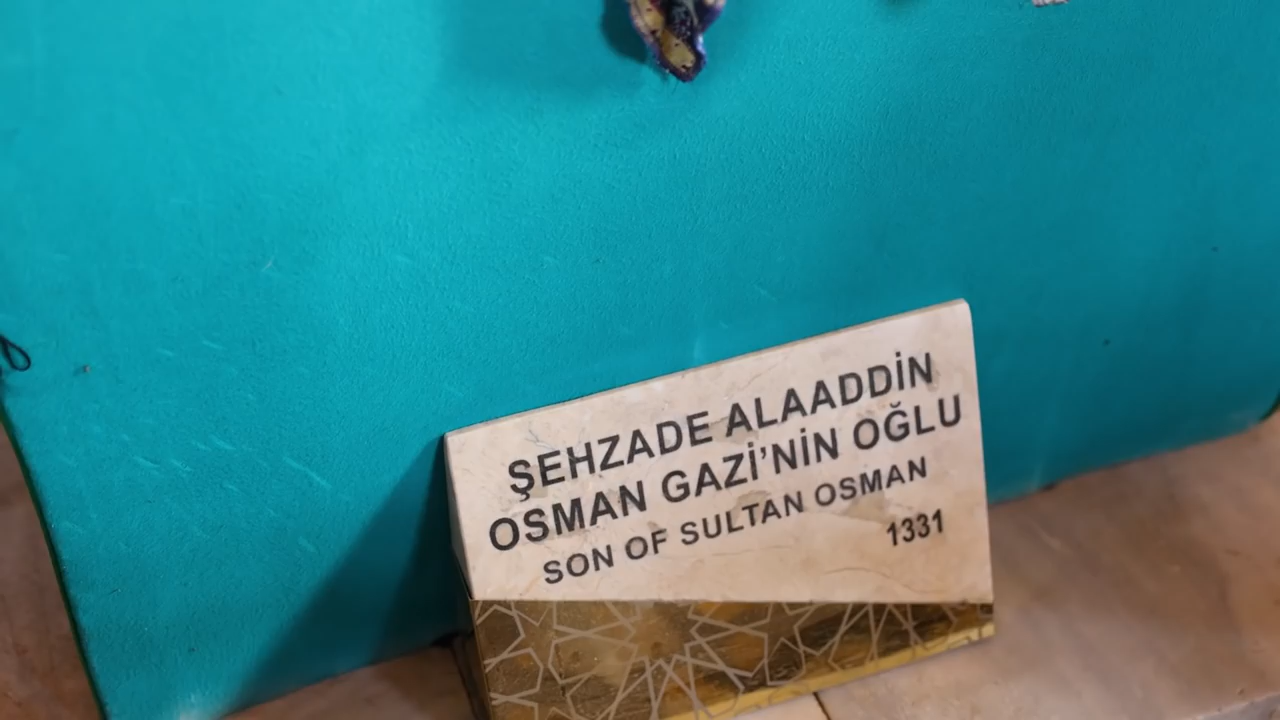 ŞEHZADE ALAADDİN
OSMAN GAZİ’NİN OĞLU
SON OF SULTAN OSMAN
1331